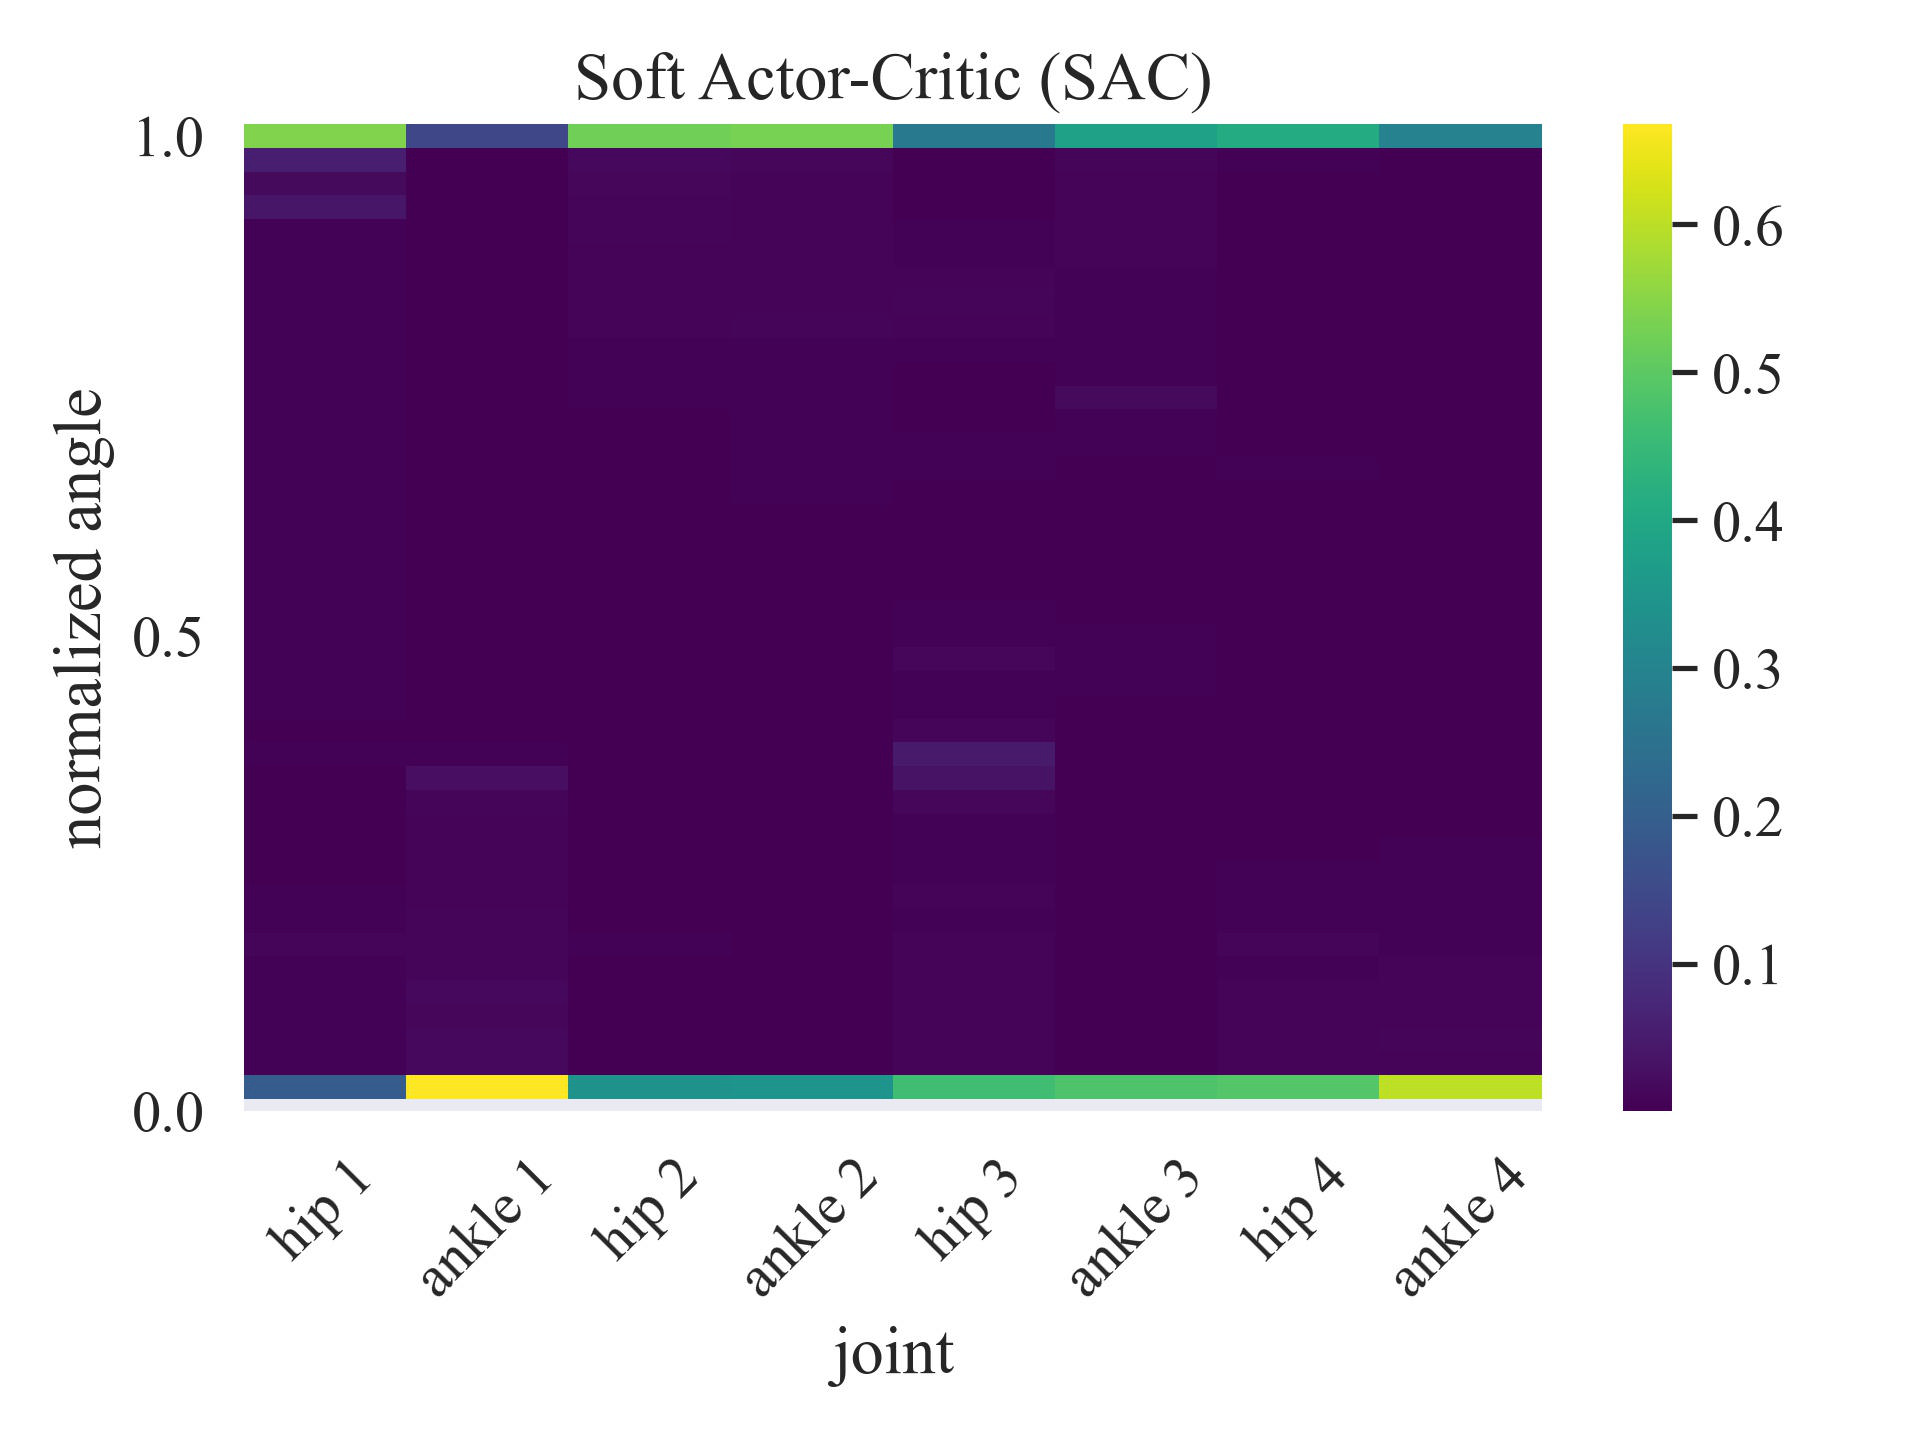 Soft Actor-Critic (SAC)
1.0
0.5
0.0
normalized angle
hip 1
ankle 1
hip 2
ankle 2
hip 3
ankle 3
hip 4
ankle 4
joint
0.6
0.5
0.4
0.3
0.2
0.1